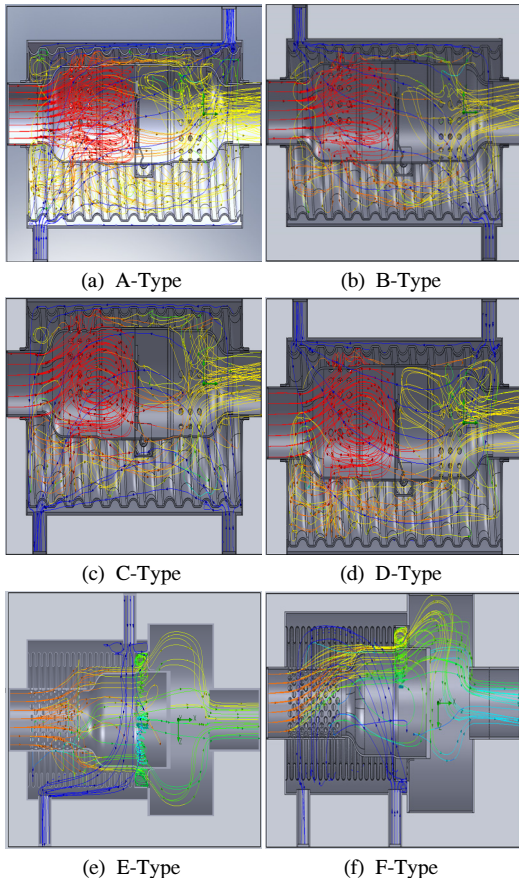 (a) A-Type
(b) B-Type
(c) C-Type
(d) D-Type
(e) E-Type
(f) F-Type